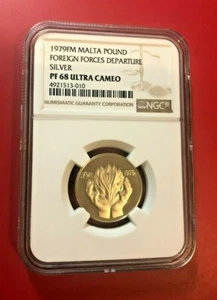 1979FM MALTA POUND
FOREIGN FORCES DEPARTURE
SILVER
PF 68 ULTRA CAMEO
4921513-010
NUMISMATIC GUARANTY CORPORATION
NGC